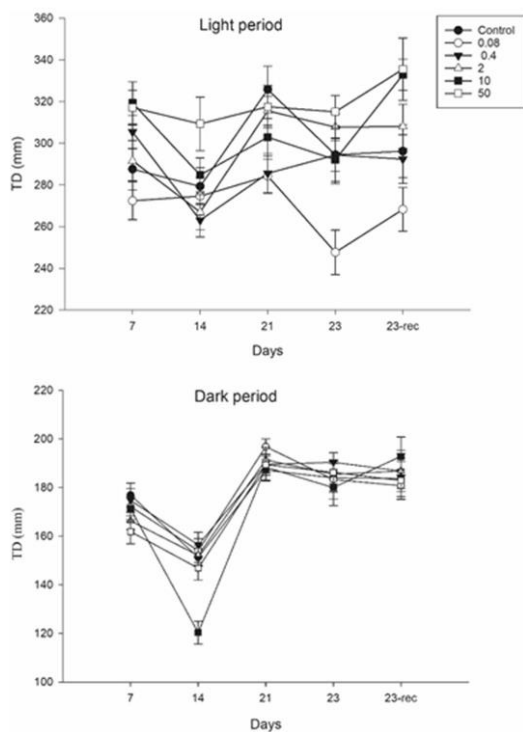 Light period
Control
0.08
0.4
2
10
50
360
340
320
300
280
260
240
220
TD (mm)
7 14 21 23 23-rec
Days
Dark period
220
200
180
160
140
120
100
TD (mm)
7 14 21 23 23-rec
Days